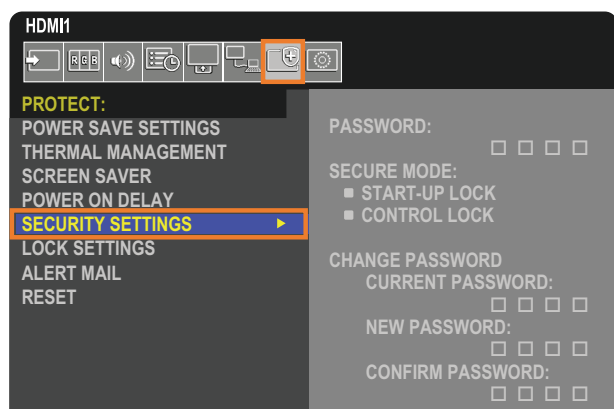 HDMI1
RGB
PROTECT:
POWER SAVE SETTINGS
THERMAL MANAGEMENT
SCREEN SAVER
POWER ON DELAY
SECURITY SETTINGS
LOCK SETTINGS
ALERT MAIL
RESET
PASSWORD:
SECURE MODE:
START-UP LOCK
CONTROL LOCK
CHANGE PASSWORD
CURRENT PASSWORD:
NEW PASSWORD:
CONFIRM PASSWORD: